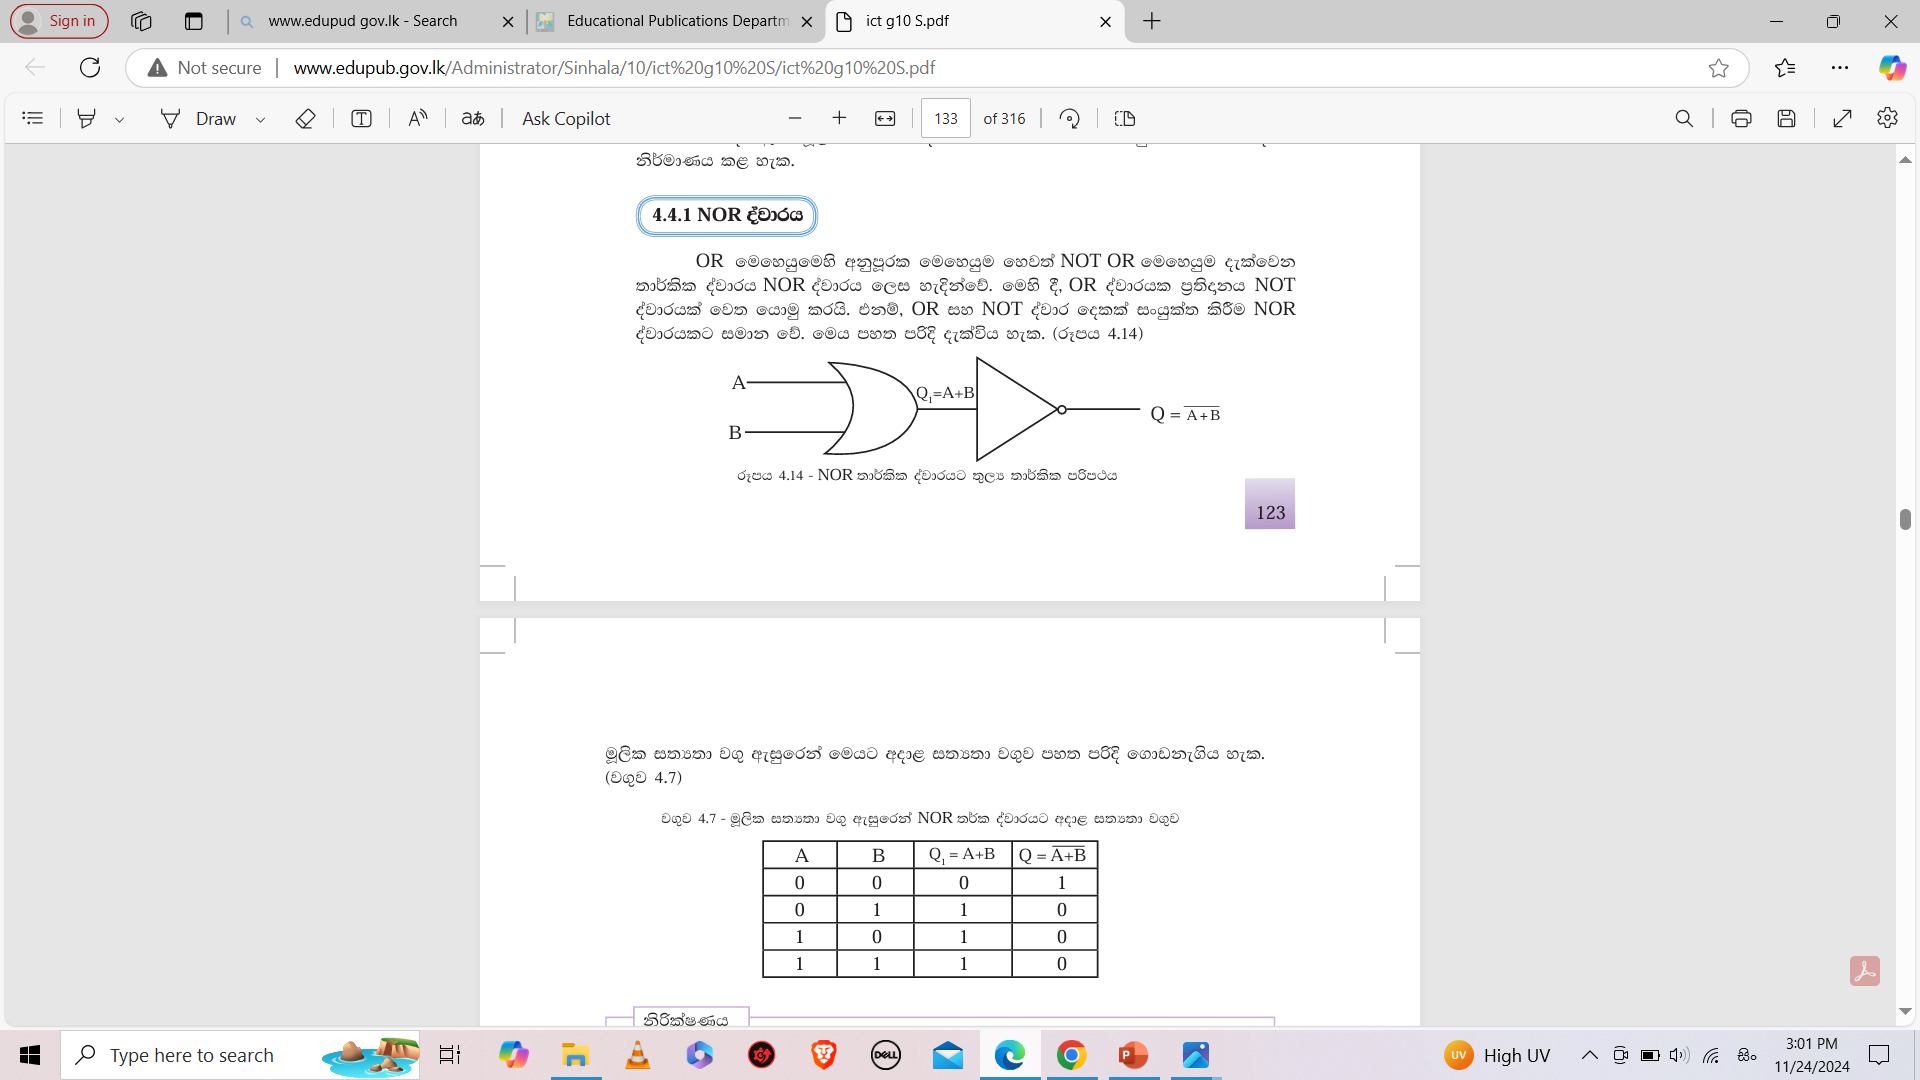 Sign in
www.edupud gov.lk - Search
Educational Publications Departm
ict g10 S.pdf
Not secure
www.edupub.gov.lk/Administrator/Sinhala/10/ict%20g10%20S/ict%20g10%20S.pdf
Draw
Ask Copilot
133 of 316
නිර්මාණය කළ හැක.
4.4.1 NOR ද්වාරය
OR මෙහෙයුමෙහි අනුපූරක මෙහෙයුම හෙවත් NOT OR මෙහෙයුම දැක්වෙන
තාර්කික ද්වාරය NOR ද්වාරය ලෙස හැදින්වේ. මෙහි දී, OR ද්වාරයක ප්‍රතිදානය NOT
ද්වාරයක් වෙත යොමු කරයි. එනම්, OR සහ NOT ද්වාර දෙකක් සංයුක්ත කිරීම NOR
ද්වාරයකට සමාන වේ. මෙය පහත පරිදි දැක්විය හැක. (රූපය 4.14)
A
Q₁=A+B
Q = A̅ ̅+̅ ̅B̅
B
රූපය 4.14 - NOR තාර්කික ද්වාරයට තුල්‍ය තාර්කික පරිපථය
123
මූලික සත්‍යතා වගු ඇසුරෙන් මෙයට අදාළ සත්‍යතා වගුව පහත පරිදි ගොඩනැගිය හැක.
(වගුව 4.7)
වගුව 4.7 - මූලික සත්‍යතා වගු ඇසුරෙන් NOR තර්ක ද්වාරයට අදාළ සත්‍යතා වගුව
A B Q₁ = A+B Q = A̅+̅B̅
0 0 0 1
0 1 1 0
1 0 1 0
1 1 1 0
නිරික්ෂණය
Type here to search
DELL
UV High UV
සිං
3:01 PM
11/24/2024